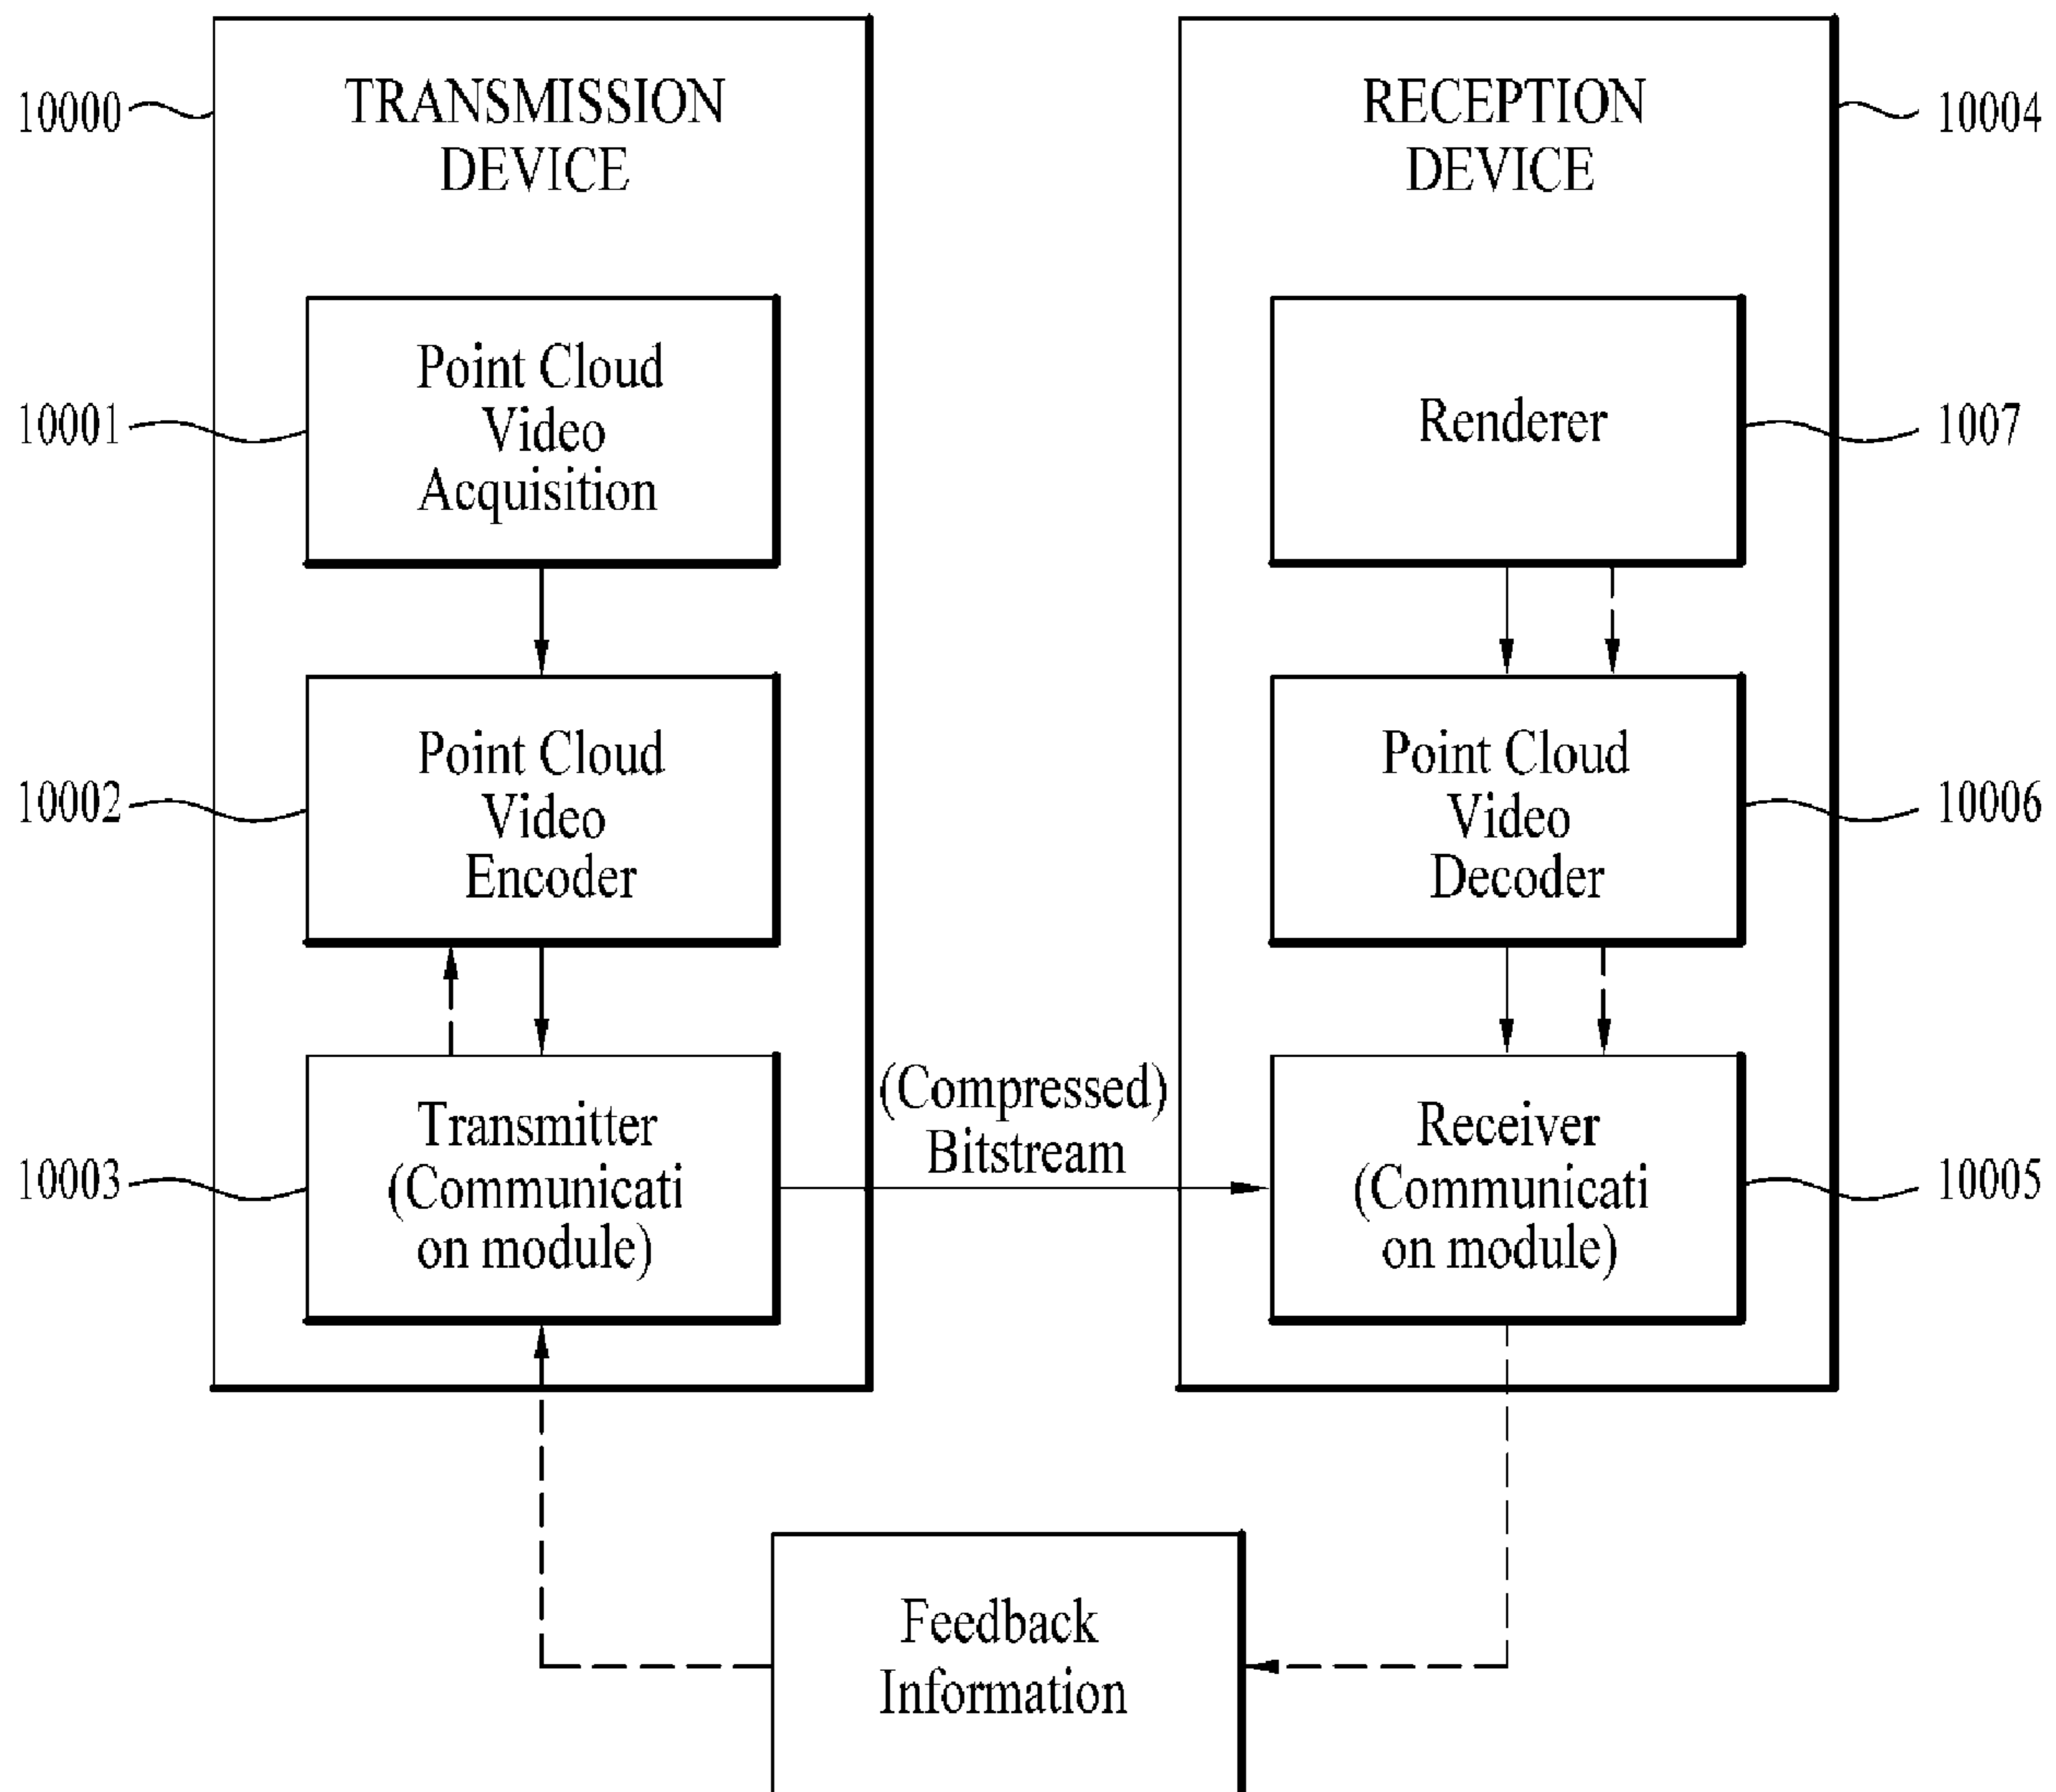 10000
TRANSMISSION
DEVICE
10001
Point Cloud
Video
Acquisition
10002
Point Cloud
Video
Encoder
10003
Transmitter
(Communicati
on module)
(Compressed)
Bitstream
RECEPTION
DEVICE
10004
Renderer
1007
Point Cloud
Video
Decoder
10006
Receiver
(Communicati
on module)
10005
Feedback
Information